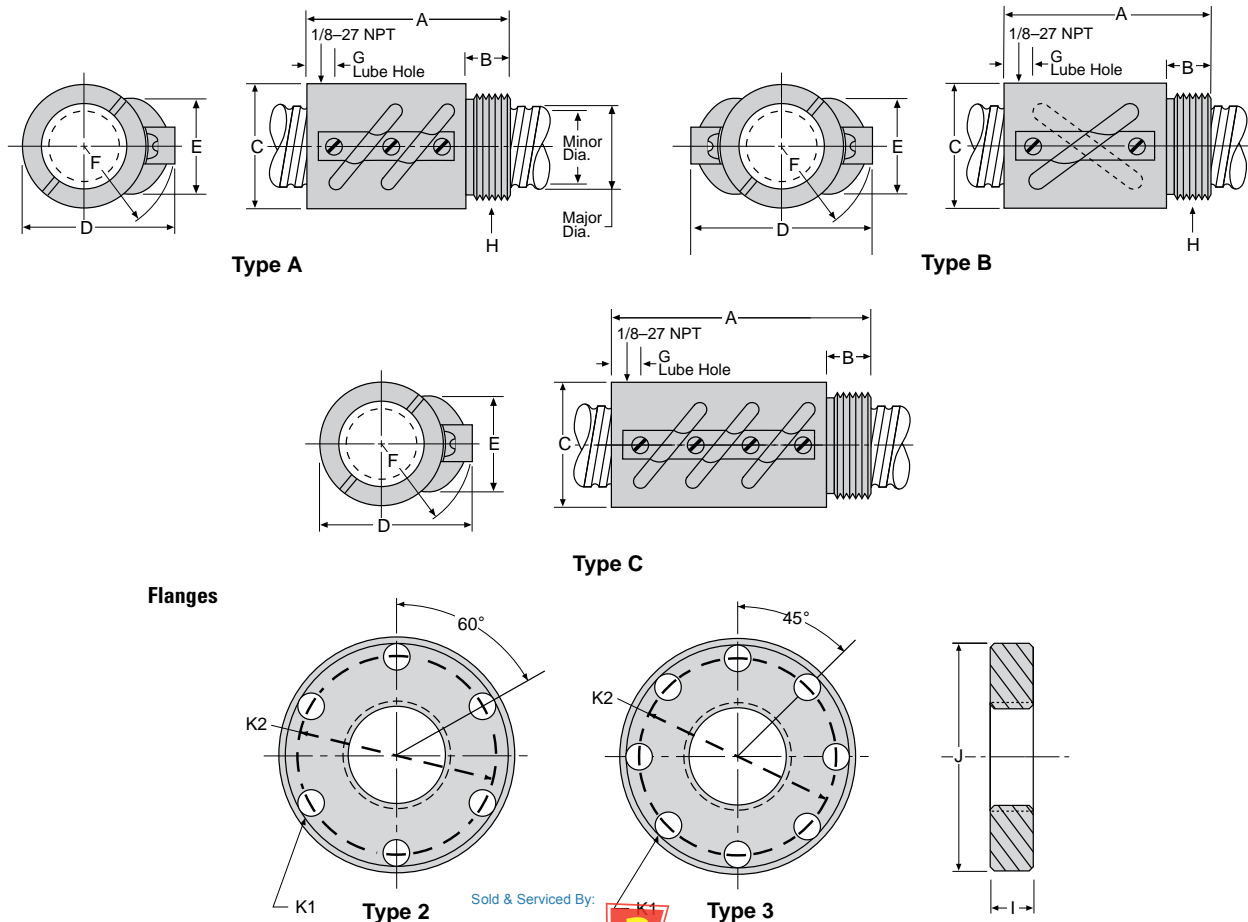 A
1/8–27 NPT
G
Lube Hole
B
C
E
F
D
Minor
Dia.
Major
Dia.
H
Type A
A
1/8–27 NPT
G
Lube Hole
B
C
E
F
D
H
Type B
A
1/8–27 NPT
G
Lube Hole
B
C
E
F
D
Type C
Flanges
60°
K2
K1
Type 2
45°
K2
K1
Type 3
J
I
Sold & Serviced By: